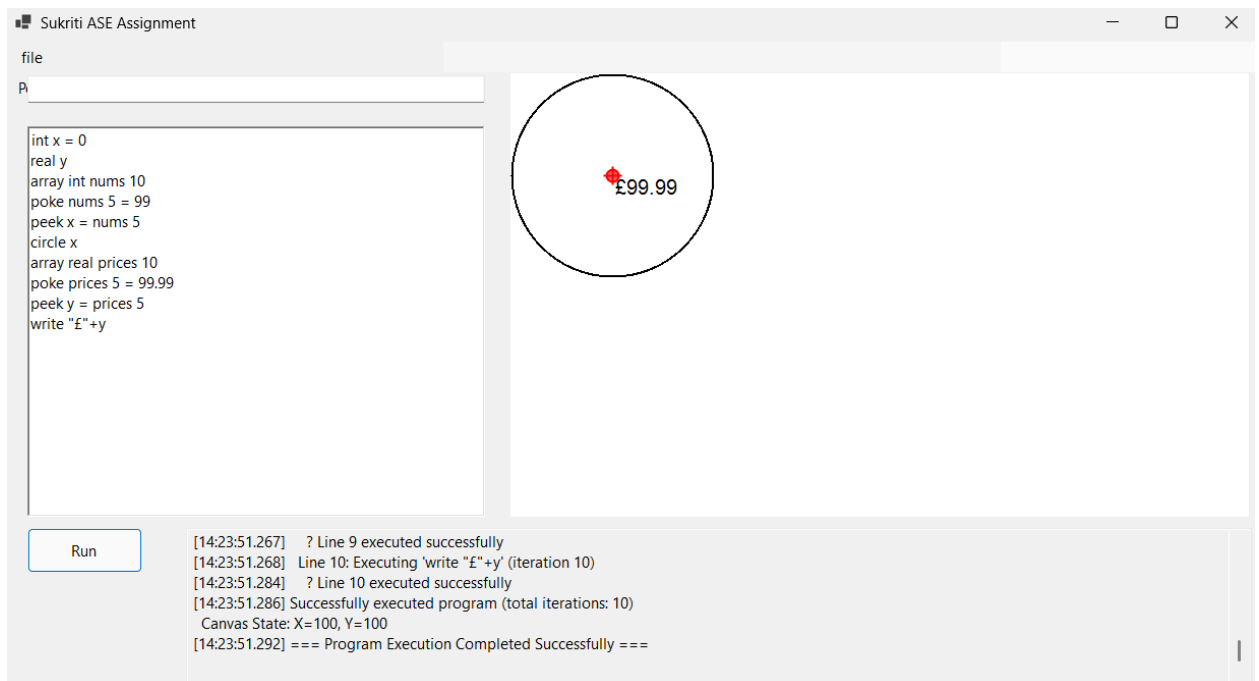 Sukriti ASE Assignment
file
int x = 0
real y
array int nums 10
poke nums 5 = 99
peek x = nums 5
circle x
array real prices 10
poke prices 5 = 99.99
peek y = prices 5
write "£"+y
£99.99
Run
[14:23:51.267] ? Line 9 executed successfully
[14:23:51.268] Line 10: Executing 'write "£"+y' (iteration 10)
[14:23:51.284] ? Line 10 executed successfully
[14:23:51.286] Successfully executed program (total iterations: 10)
Canvas State: X=100, Y=100
[14:23:51.292] === Program Execution Completed Successfully ===